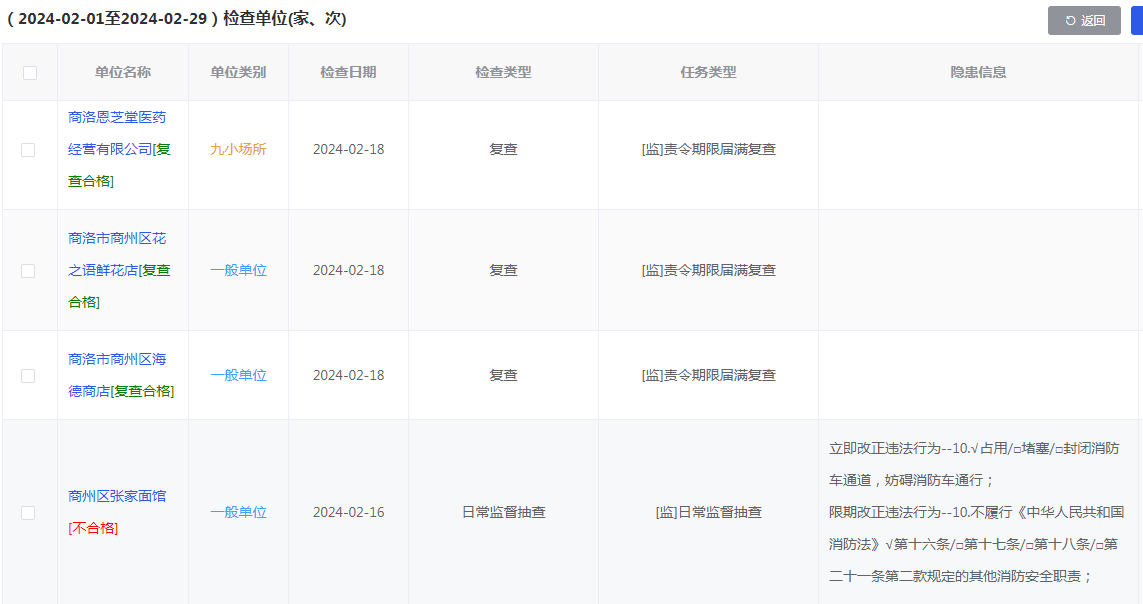 （2024-02-01至2024-02-29）检查单位(家、次)
返回
单位名称 单位类别 检查日期 检查类型 任务类型 隐患信息
商洛恩芝堂医药
经营有限公司[复
查合格]
九小场所 2024-02-18 复查 [监]责令期限届满复查
商洛市商州区花
之语鲜花店[复查
合格]
一般单位 2024-02-18 复查 [监]责令期限届满复查
商洛市商州区海
德商店[复查合格]
一般单位 2024-02-18 复查 [监]责令期限届满复查
商州区张家面馆
[不合格]
一般单位 2024-02-16 日常监督抽查 [监]日常监督抽查
立即改正违法行为--10.√占用/□堵塞/□封闭消防
车通道，妨碍消防车通行；
限期改正违法行为--10.不履行《中华人民共和国
消防法》√第十六条/□第十七条/□第十八条/□第
二十一条第二款规定的其他消防安全职责；